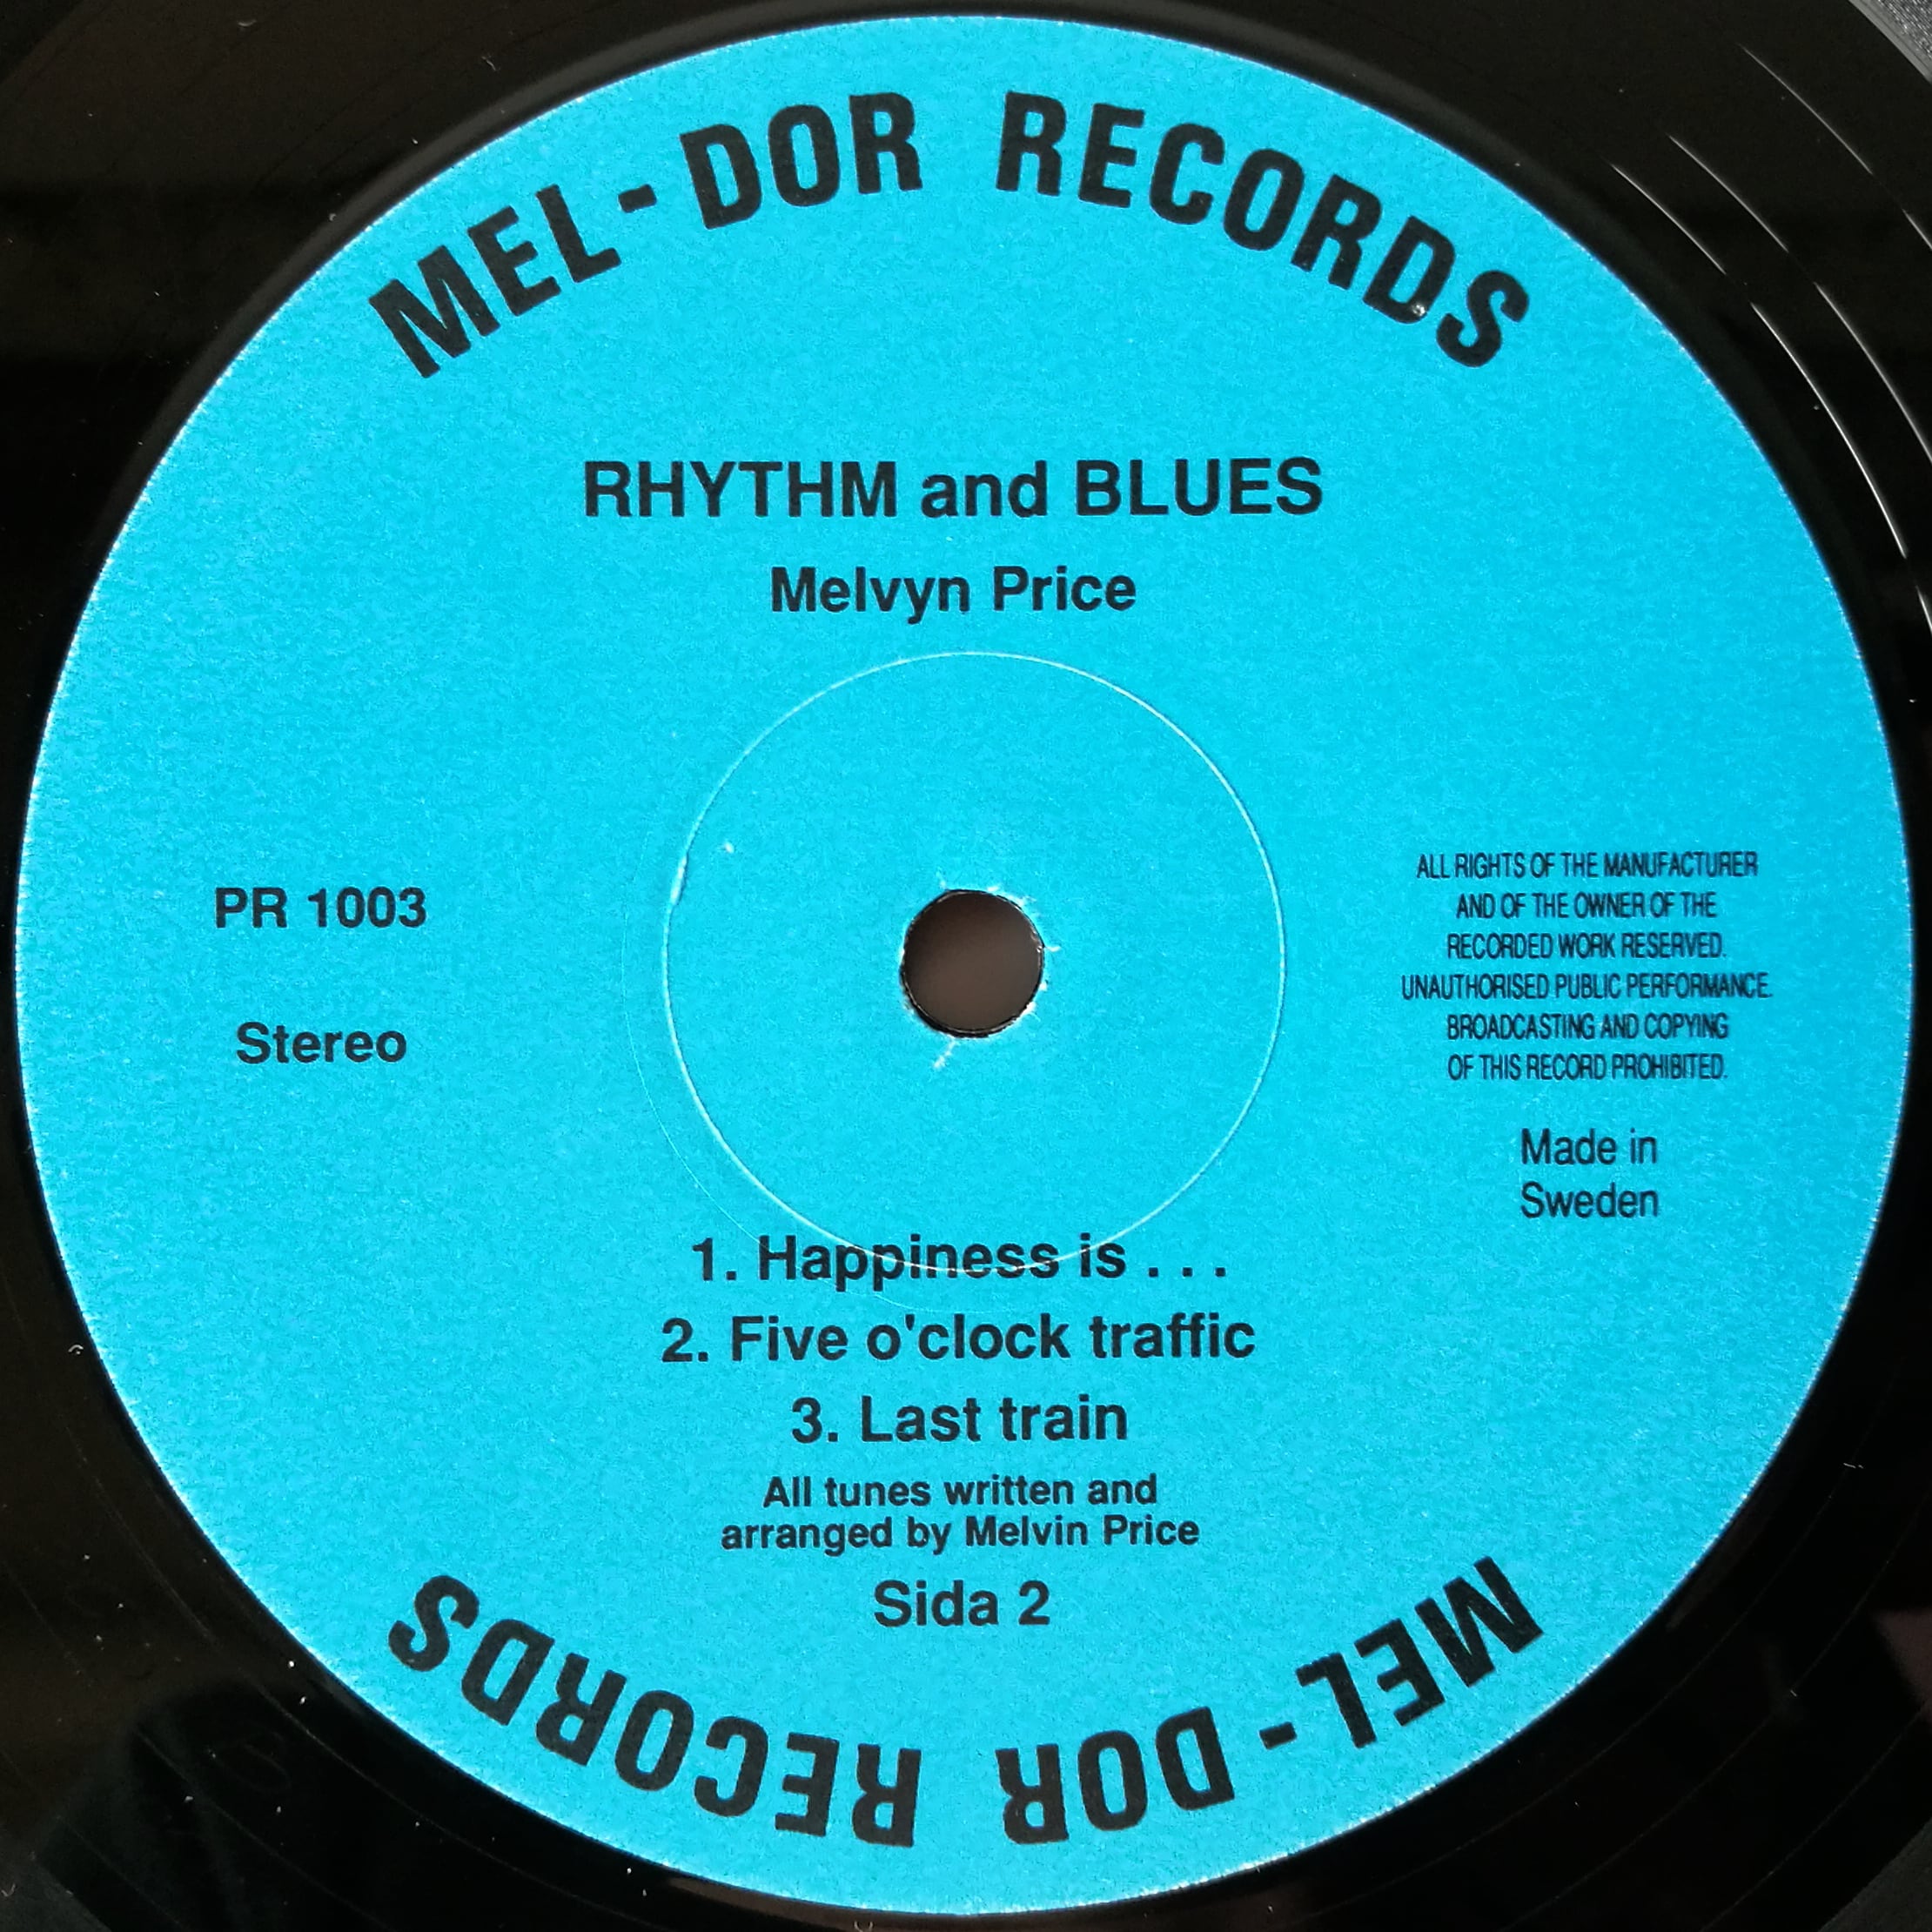 MEL-DOR RECORDS
RHYTHM and BLUES
Melvyn Price
PR 1003
Stereo
ALL RIGHTS OF THE MANUFACTURER
AND OF THE OWNER OF THE
RECORDED WORK RESERVED.
UNAUTHORISED PUBLIC PERFORMANCE.
BROADCASTING AND COPYING
OF THIS RECORD PROHIBITED.
Made in
Sweden
1. Happiness is . . .
2. Five o'clock traffic
3. Last train
All tunes written and
arranged by Melvin Price
Sida 2
MEL-DOR RECORDS